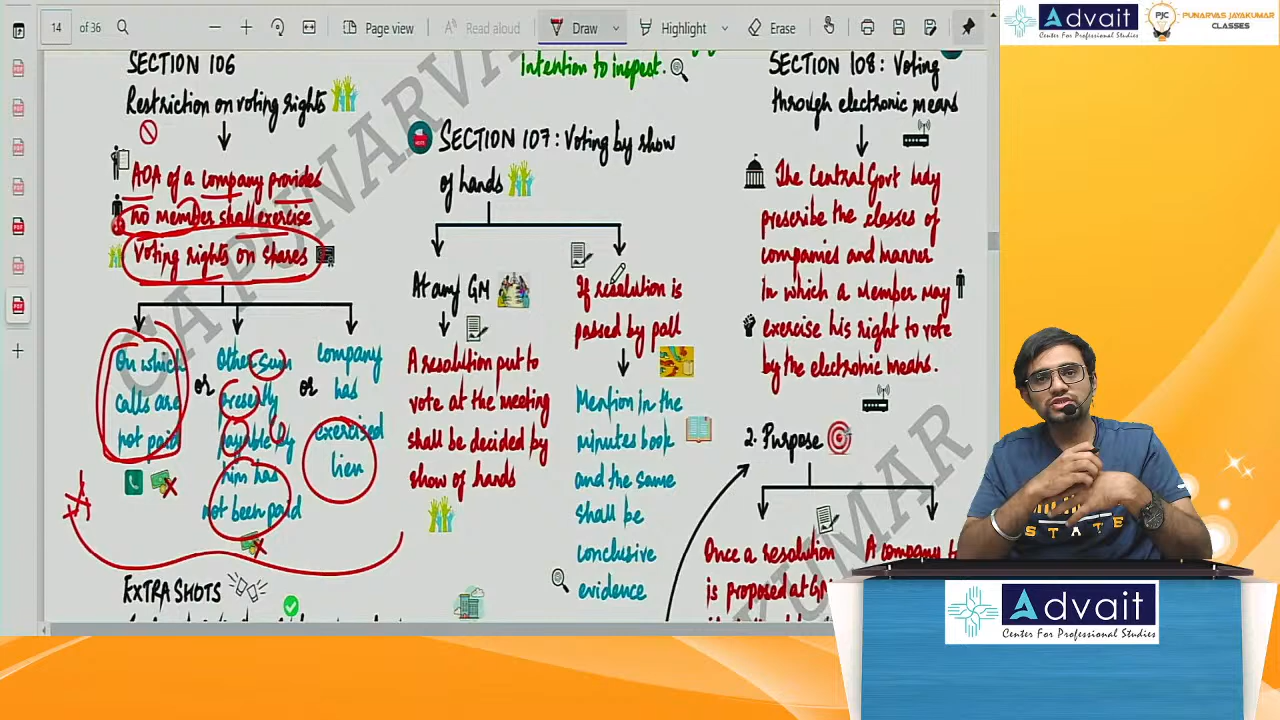 14 of 36
Page view
Read aloud
Draw
Highlight
Erase
Advait
Center For Professional Studies
PJC
PUNARVAS JAYAKUMAR
CLASSES
SECTION 106
Restriction on voting rights
AOA of a company provides
no member shall exercise
Voting rights on shares
On which
calls are
not paid
or
Other sum
presently
payable by
him has
not been paid
or
company
has
exercised
lien
EXTRA SHOTS
Intention to inspect.
SECTION 107: Voting by show
of hands
At any GM
A resolution put to
vote at the meeting
shall be decided by
show of hands
If resolution is
passed by poll
Mention in the
minutes book
and the same
shall be
conclusive
evidence
SECTION 108: Voting
through electronic means
The Central Govt may
prescribe the classes of
companies and manner
in which a member may
exercise his right to vote
by the electronic means.
2. Purpose
Once a resolution
is proposed at GM
A company
CA PUNARVA
KUMAR
STATE
Advait
Center For Professional Studies